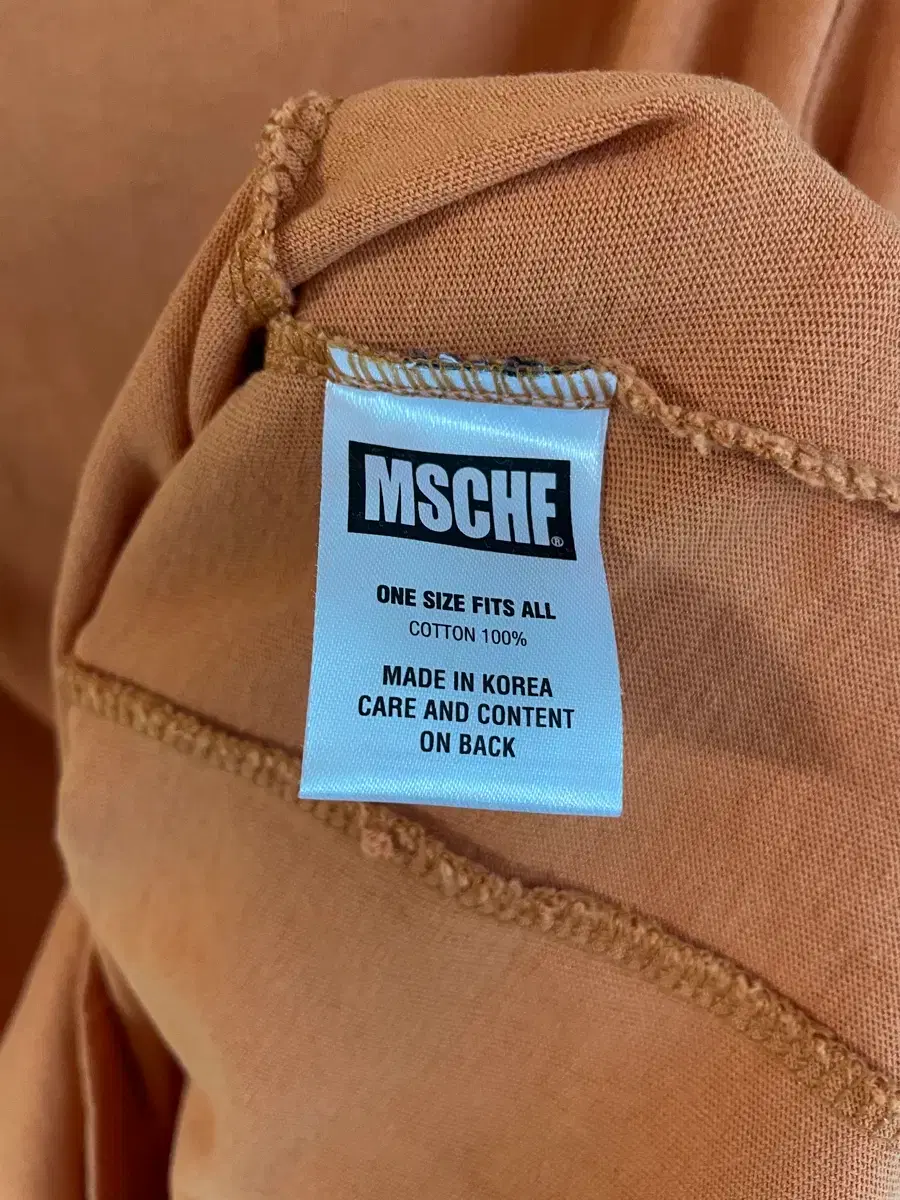 MSCHF®
ONE SIZE FITS ALL
COTTON 100%
MADE IN KOREA
CARE AND CONTENT
ON BACK